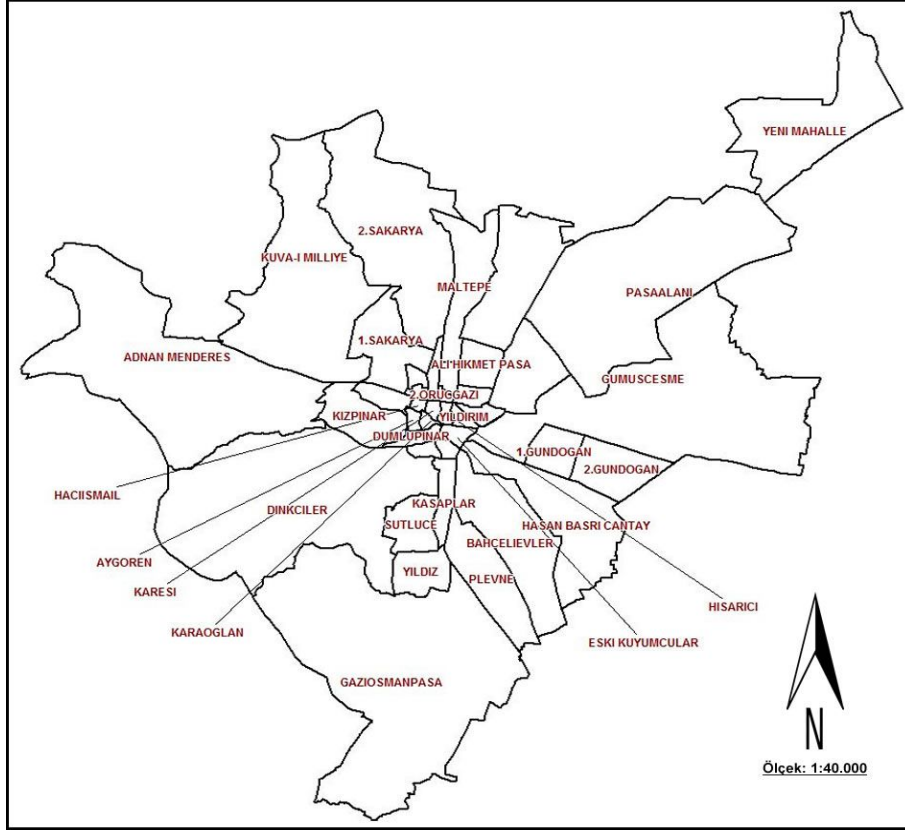 YENI MAHALLE
2.SAKARYA
KUVA-I MILLIYE
MALTEPE
PASAALANI
1.SAKARYA
ADNAN MENDERES
ALI HIKMET PASA
GUMUSCESME
2.ORUCGAZI
KIZPINAR
YILDIRIM
DUMLUPINAR
1.GUNDOGAN
2.GUNDOGAN
HACIISMAIL
DINKCILER
KASAPLAR
SUTLUCE
HASAN BASRI CANTAY
BAHCELIEVLER
AYGOREN
YILDIZ
PLEVNE
KARESI
HISARICI
KARAOGLAN
ESKI KUYUMCULAR
GAZIOSMANPASA
N
Ölçek: 1:40.000